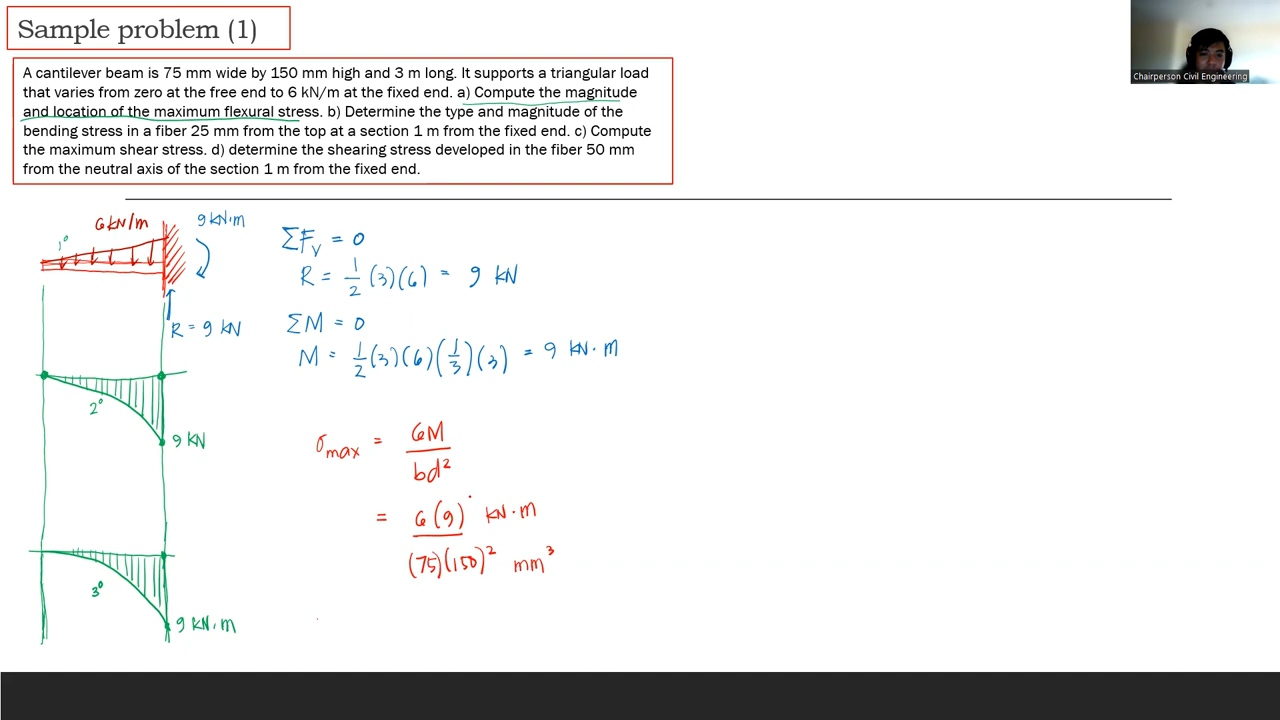 Sample problem (1)
Chairperson Civil Engineering
A cantilever beam is 75 mm wide by 150 mm high and 3 m long. It supports a triangular load
that varies from zero at the free end to 6 kN/m at the fixed end. a) Compute the magnitude
and location of the maximum flexural stress. b) Determine the type and magnitude of the
bending stress in a fiber 25 mm from the top at a section 1 m from the fixed end. c) Compute
the maximum shear stress. d) determine the shearing stress developed in the fiber 50 mm
from the neutral axis of the section 1 m from the fixed end.
6 kN/m
9 kN·m
1°
R = 9 kN
2°
9 kN
3°
9 kN·m
ΣFv = 0
R = 1/2 (3)(6) = 9 kN
ΣM = 0
M = 1/2 (3)(6)(1/3)(3) = 9 kN·m
σmax = 6M / bd²
= 6(9) kN·m / (75)(150)² mm³